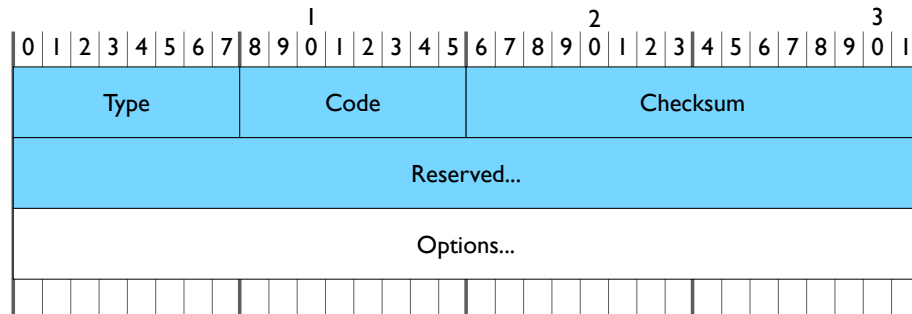 1 2 3
0 1 2 3 4 5 6 7 8 9 0 1 2 3 4 5 6 7 8 9 0 1 2 3 4 5 6 7 8 9 0 1
Type Code Checksum
Reserved...
Options...